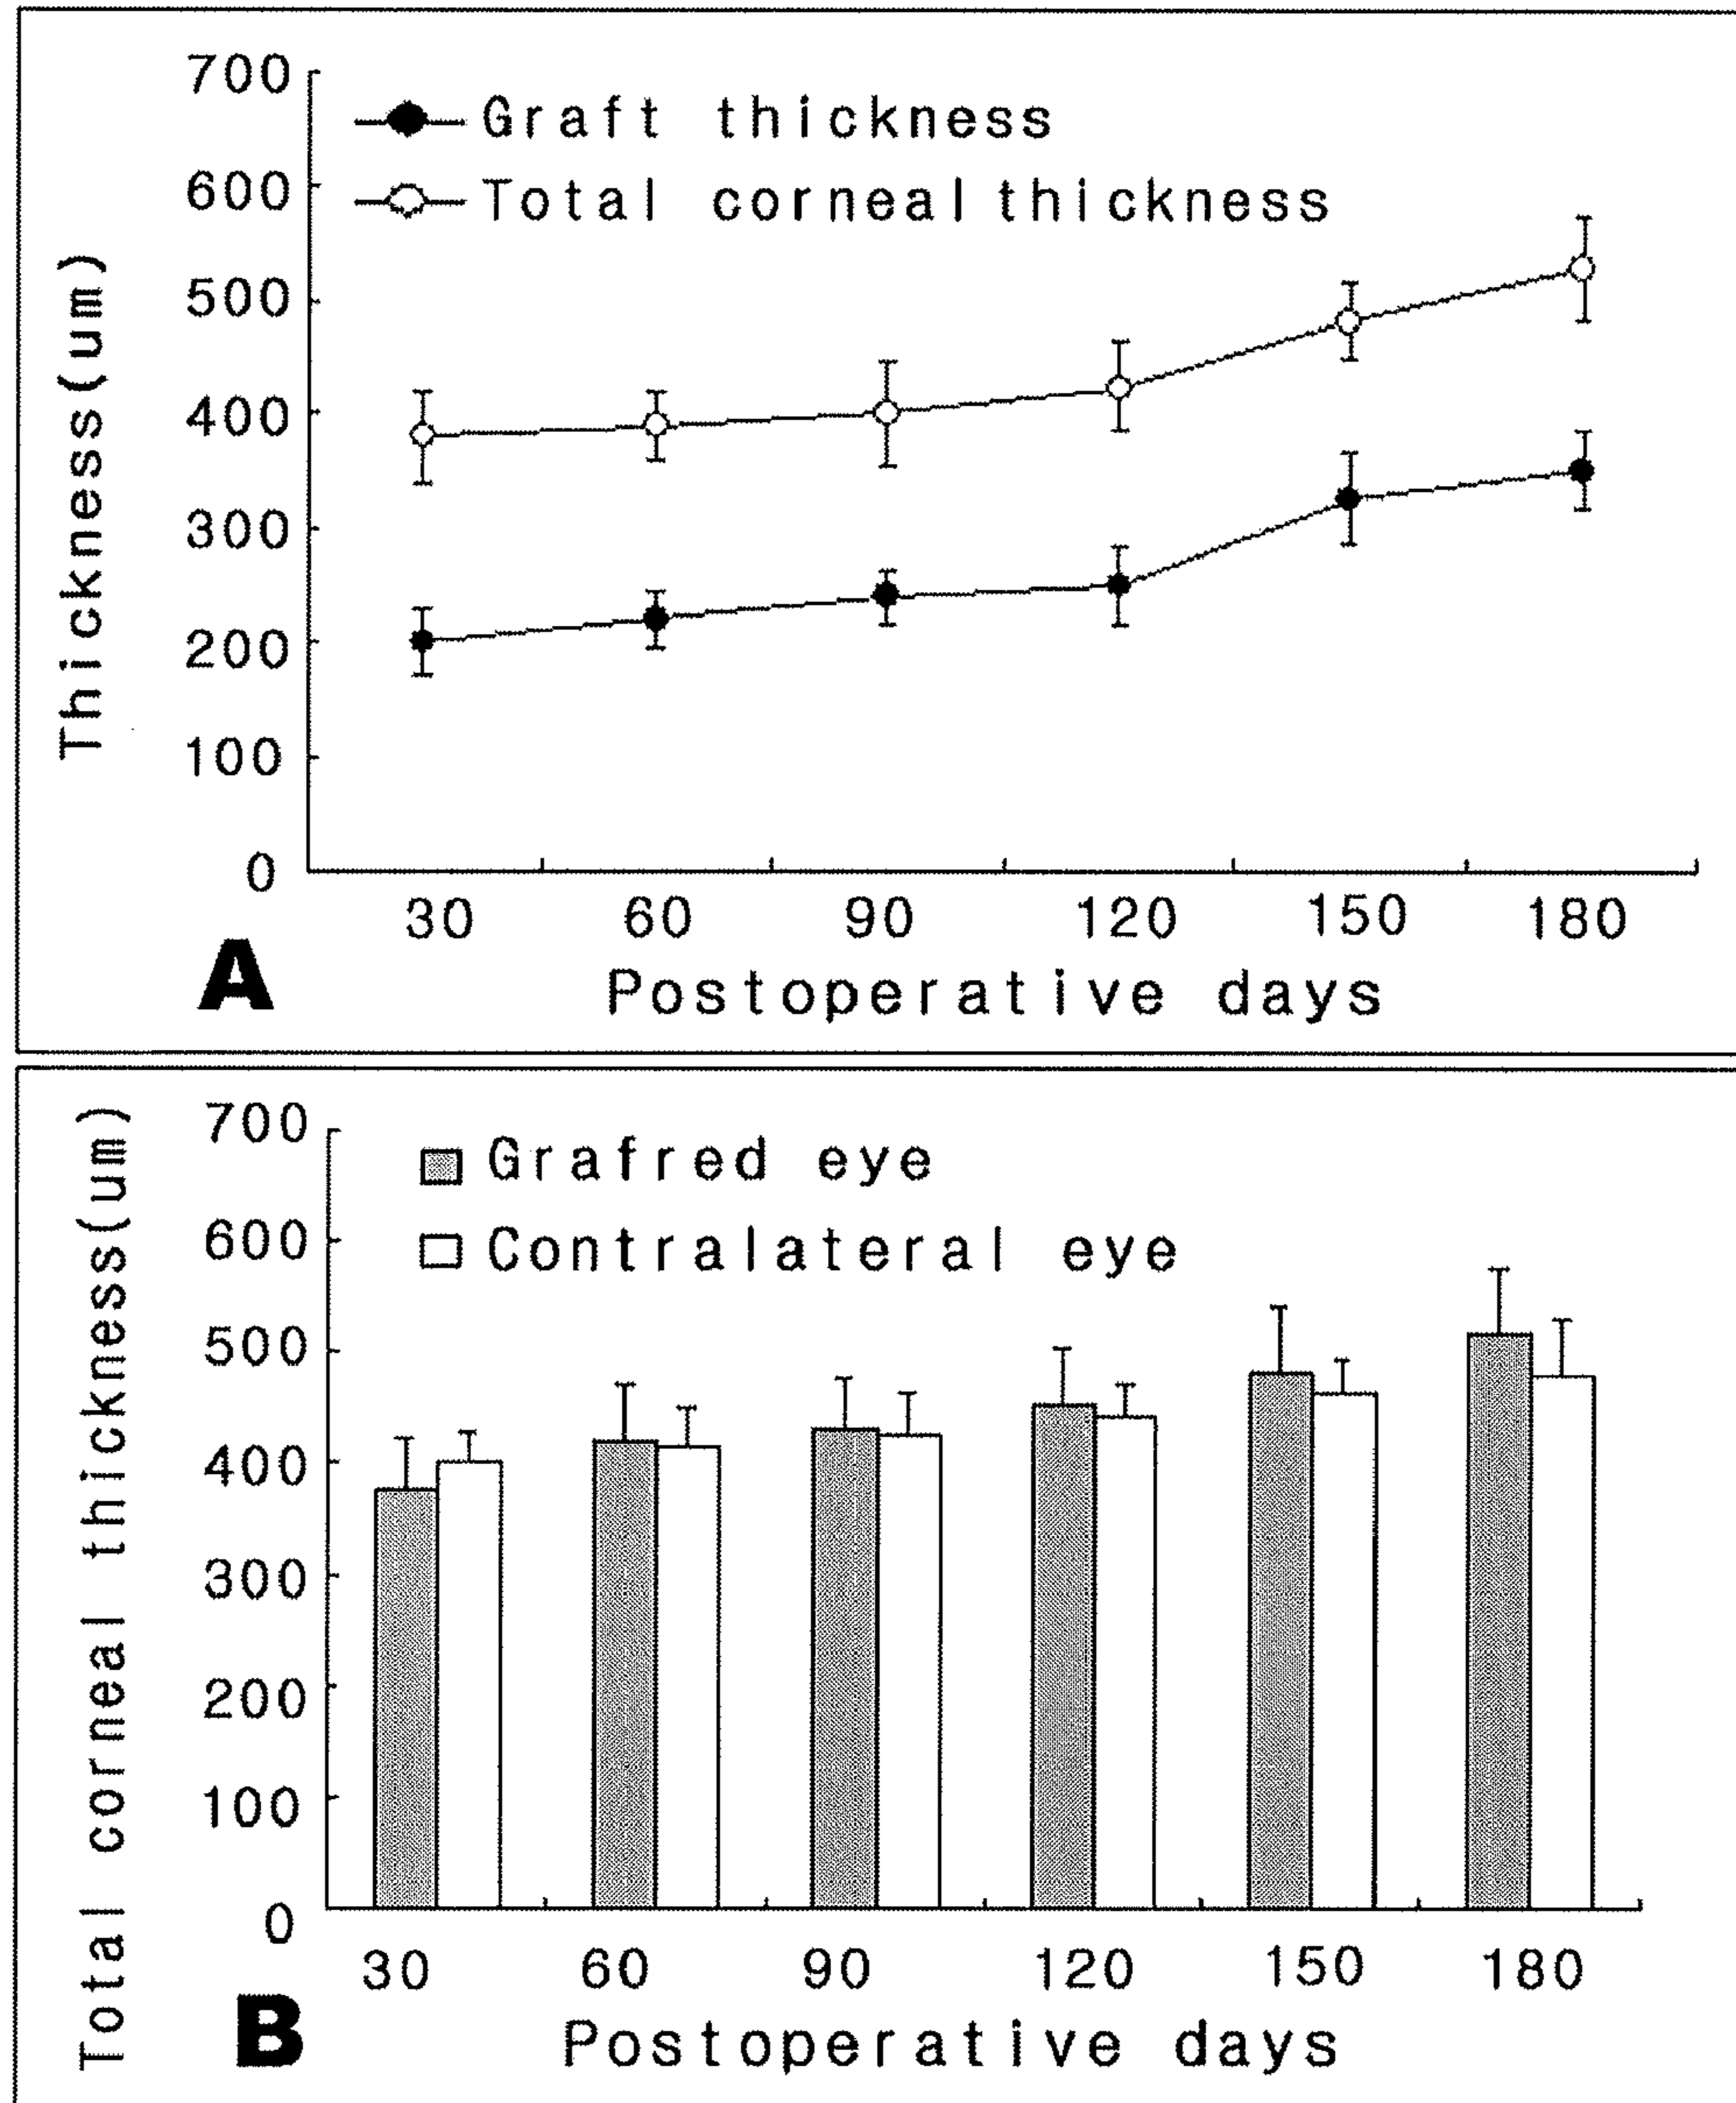 700
600
500
400
300
200
100
0
Thickness(um)
Graft thickness
Total corneal thickness
30 60 90 120 150 180
Postoperative days
A
700
600
500
400
300
200
100
0
Total corneal thickness(um)
Grafred eye
Contralateral eye
30 60 90 120 150 180
Postoperative days
B